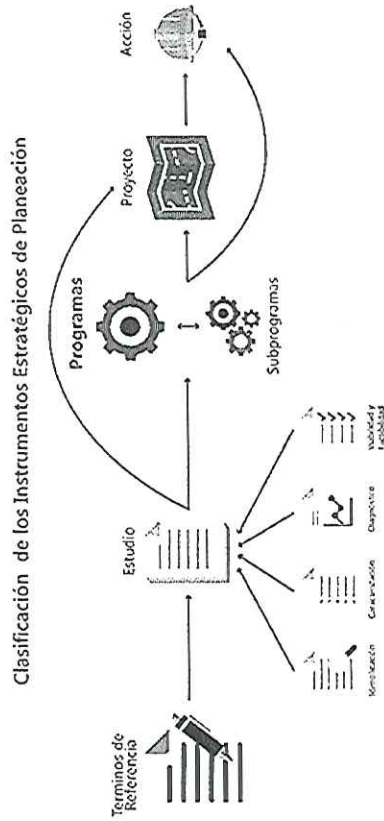 Clasificación de los Instrumentos Estratégicos de Planeación
Terminos de
Referencia
Estudio
Programas
Subprogramas
Proyecto
Acción
Caracterización
Diagnóstico